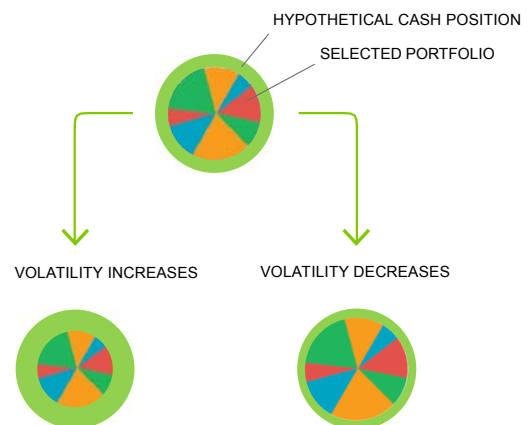 HYPOTHETICAL CASH POSITION
SELECTED PORTFOLIO
VOLATILITY INCREASES
VOLATILITY DECREASES